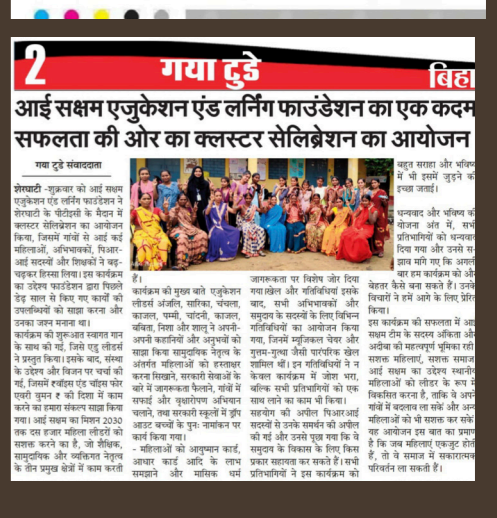 2
गया टुडे
बिहा
आई सक्षम एजुकेशन एंड लर्निंग फाउंडेशन का एक कदम
सफलता की ओर का क्लस्टर सेलिब्रेशन का आयोजन
गया टुडे संवाददाता
शेरघाटी -शुक्रवार को आई सक्षम
एजुकेशन एंड लर्निंग फाउंडेशन ने
शेरघाटी के पीटीइसी के मैदान में
क्लस्टर सेलिब्रेशन का आयोजन
किया, जिसमें गांवों से आई कई
महिलाओं, अभिभावकों, पिआर-
आई सदस्यों और शिक्षकों ने बढ़-
चढ़कर हिस्सा लिया। इस कार्यक्रम
का उद्देश्य फाउंडेशन द्वारा पिछले
डेढ़ साल से किए गए कार्यों की
उपलब्धियों को साझा करना और
उनका जश्न मनाना था।
कार्यक्रम की शुरूआत स्वागत गान
के साथ की गई, जिसे एडु लीडर्स
ने प्रस्तुत किया। इसके बाद, संस्था
के उद्देश्य और विजन पर चर्चा की
गई, जिसमें र्‍वॉइस एंड चॉइस फोर
एवरी वुमन र की दिशा में काम
करने का हमारा संकल्प साझा किया
गया। आई सक्षम का मिशन 2030
तक दस हजार महिला लीडरों को
सशक्त करने का है, जो शैक्षिक,
सामुदायिक और व्यक्तिगत नेतृत्व
के तीन प्रमुख क्षेत्रों में काम करती
हैं।
कार्यक्रम की मुख्य बाते एजुकेशन
लीडर्स अंजलि, सारिका, चंचला,
काजल, पम्मी, चांदनी, काजल,
बबिता, निशा और शालू ने अपनी-
अपनी कहानियों और अनुभवों को
साझा किया सामुदायिक नेतृत्व के
अंतर्गत महिलाओं को हस्ताक्षर
करना सिखाने, सरकारी सेवाओं के
बारे में जागरूकता फैलाने, गांवों में
सफाई और वृक्षारोपण अभियान
चलाने, तथा सरकारी स्कूलों में ड्रॉप
आउट बच्चों के पुनः नामांकन पर
कार्य किया गया।
- महिलाओं को आयुष्मान कार्ड,
आधार कार्ड आदि के लाभ
समझाने और मासिक धर्म
जागरूकता पर विशेष जोर दिया
गया।खेल और गतिविधियां इसके
बाद, सभी अभिभावकों और
समुदाय के सदस्यों के लिए विभिन्न
गतिविधियों का आयोजन किया
गया, जिनमें म्यूजिकल चेयर और
गुत्तम-गुत्था जैसी पारंपरिक खेल
शामिल थीं। इन गतिविधियों ने न
केवल कार्यक्रम में जोश भरा,
बल्कि सभी प्रतिभागियों को एक
साथ लाने का काम भी किया।
सहयोग की अपील पिआरआई
सदस्यों से उनके समर्थन की अपील
की गई और उनसे पूछा गया कि वे
समुदाय के विकास के लिए किस
प्रकार सहायता कर सकते हैं। सभी
प्रतिभागियों ने इस कार्यक्रम को
बहुत सराहा और भविष्य
में भी इसमें जुड़ने की
इच्छा जताई।
धन्यवाद और भविष्य की
योजना अंत में, सभी
प्रतिभागियों को धन्यवाद
दिया गया और उनसे सु-
झाव मांगे गए कि अगली
बार हम कार्यक्रम को और
बेहतर कैसे बना सकते हैं। उनके
विचारों ने हमें आगे के लिए प्रेरित
किया।
इस कार्यक्रम की सफलता में आई
सक्षम टीम के सदस्य अंकिता और
अदीबा की महत्वपूर्ण भूमिका रही।
सशक्त महिलाएं, सशक्त समाज
आई सक्षम का उद्देश्य स्थानीय
महिलाओं को लीडर के रूप में
विकसित करना है, ताकि वे अपने
गांवों में बदलाव ला सकें और अन्य
महिलाओं को भी सशक्त कर सकें।
यह आयोजन इस बात का प्रमाण
है कि जब महिलाएं एकजुट होती
हैं, तो वे समाज में सकारात्मक
परिवर्तन ला सकती हैं।